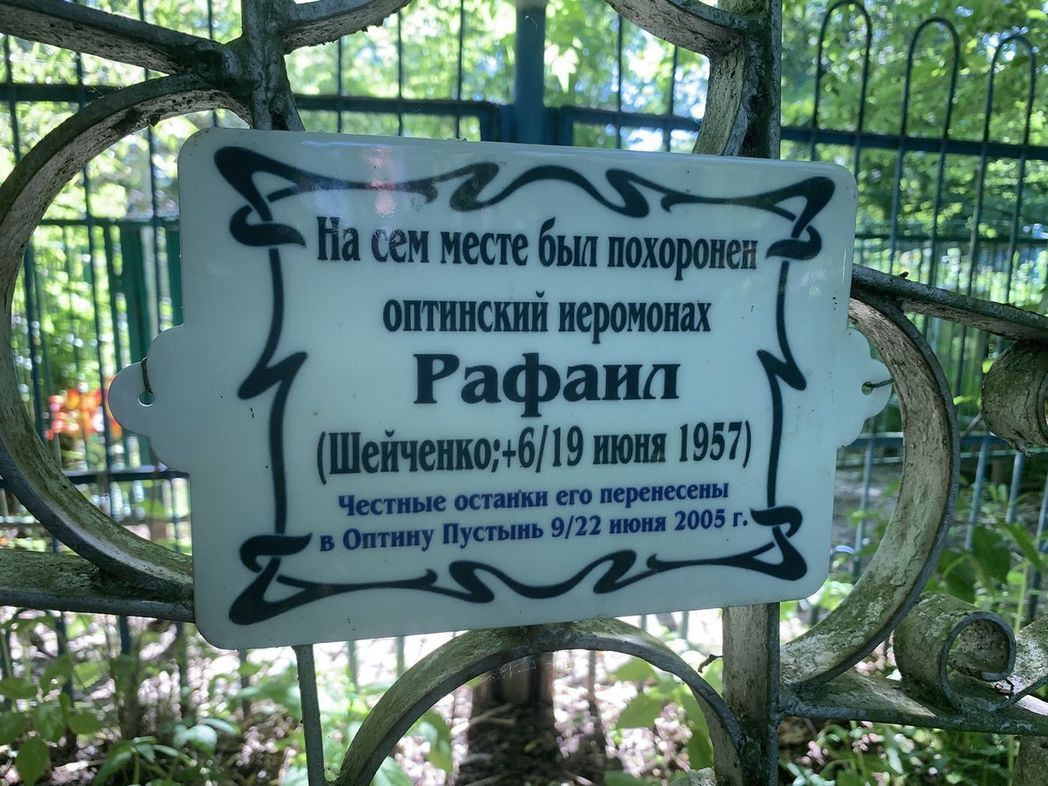 На сем месте был похоронен
оптинский иеромонах
Рафаил
(Шейченко;+6/19 июня 1957)
Честные останки его перенесены
в Оптину Пустынь 9/22 июня 2005 г.